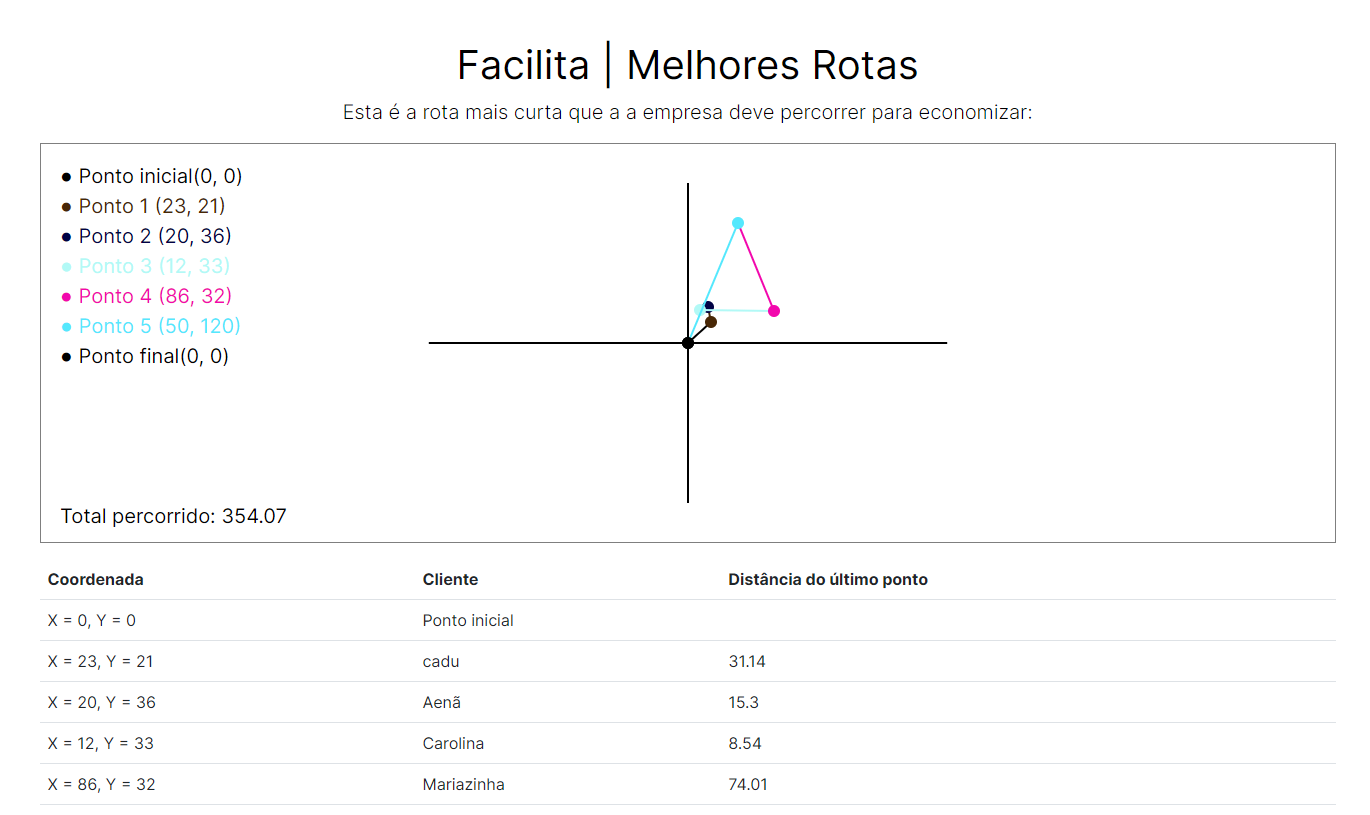 Facilita | Melhores Rotas
Esta é a rota mais curta que a a empresa deve percorrer para economizar:
● Ponto inicial(0, 0)
● Ponto 1 (23, 21)
● Ponto 2 (20, 36)
● Ponto 3 (12, 33)
● Ponto 4 (86, 32)
● Ponto 5 (50, 120)
● Ponto final(0, 0)
Total percorrido: 354.07
Coordenada Cliente Distância do último ponto
X = 0, Y = 0 Ponto inicial
X = 23, Y = 21 cadu 31.14
X = 20, Y = 36 Aenã 15.3
X = 12, Y = 33 Carolina 8.54
X = 86, Y = 32 Mariazinha 74.01